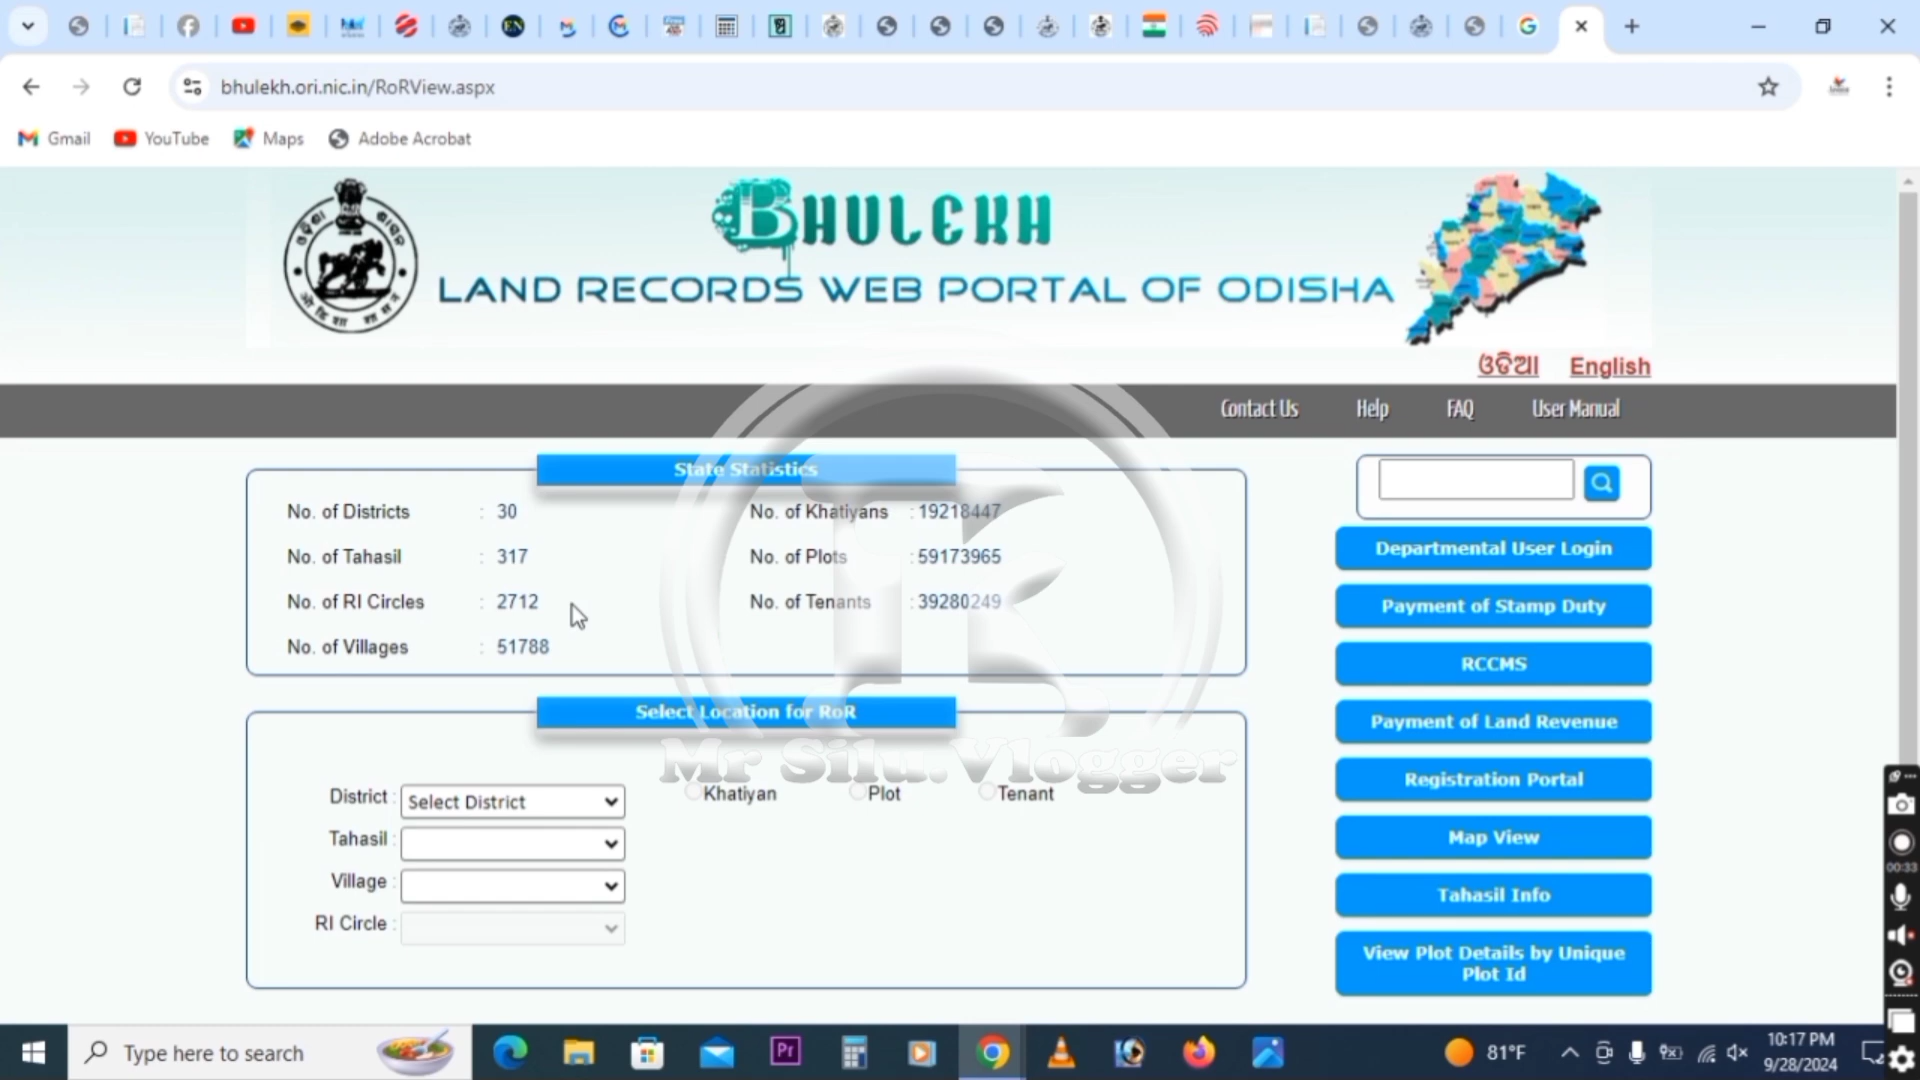 bhulekh.ori.nic.in/RoRView.aspx
Gmail YouTube Maps Adobe Acrobat
BHULEKH
LAND RECORDS WEB PORTAL OF ODISHA
ଓଡ଼ିଆ English
Contact Us Help FAQ User Manual
State Statistics
No. of Districts : 30 No. of Khatiyans : 19218447
No. of Tahasil : 317 No. of Plots : 59173965
No. of RI Circles : 2712 No. of Tenants : 39280249
No. of Villages : 51788
Select Location for RoR
Mr Silu.Vlogger
District : Select District Khatiyan Plot Tenant
Tahasil :
Village :
RI Circle :
Departmental User Login
Payment of Stamp Duty
RCCMS
Payment of Land Revenue
Registration Portal
Map View
Tahasil Info
View Plot Details by Unique
Plot Id
00:33
Type here to search
Pr
81°F
10:17 PM
9/28/2024